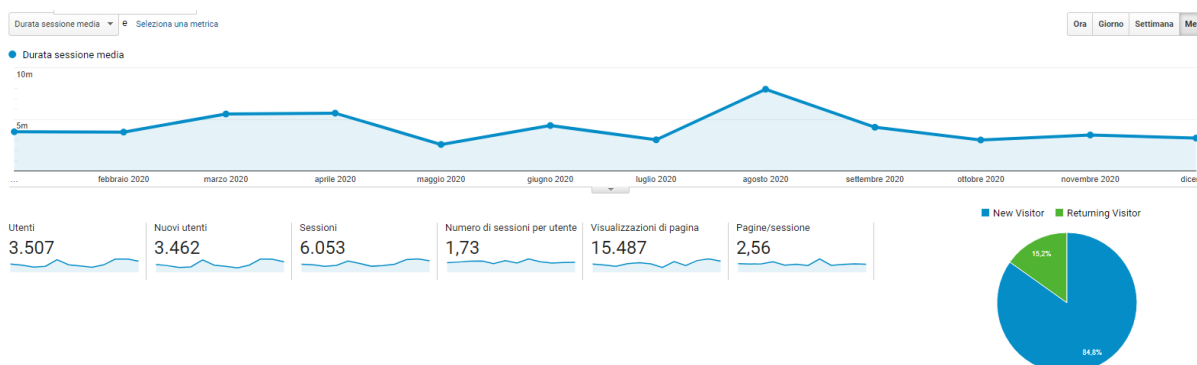 Durata sessione media e Seleziona una metrica
Ora Giorno Settimana Me
Durata sessione media
10m
5m
... febbraio 2020 marzo 2020 aprile 2020 maggio 2020 giugno 2020 luglio 2020 agosto 2020 settembre 2020 ottobre 2020 novembre 2020 dicem
New Visitor Returning Visitor
Utenti Nuovi utenti Sessioni Numero di sessioni per utente Visualizzazioni di pagina Pagine/sessione
3.507 3.462 6.053 1,73 15.487 2,56
15,2%
84,8%